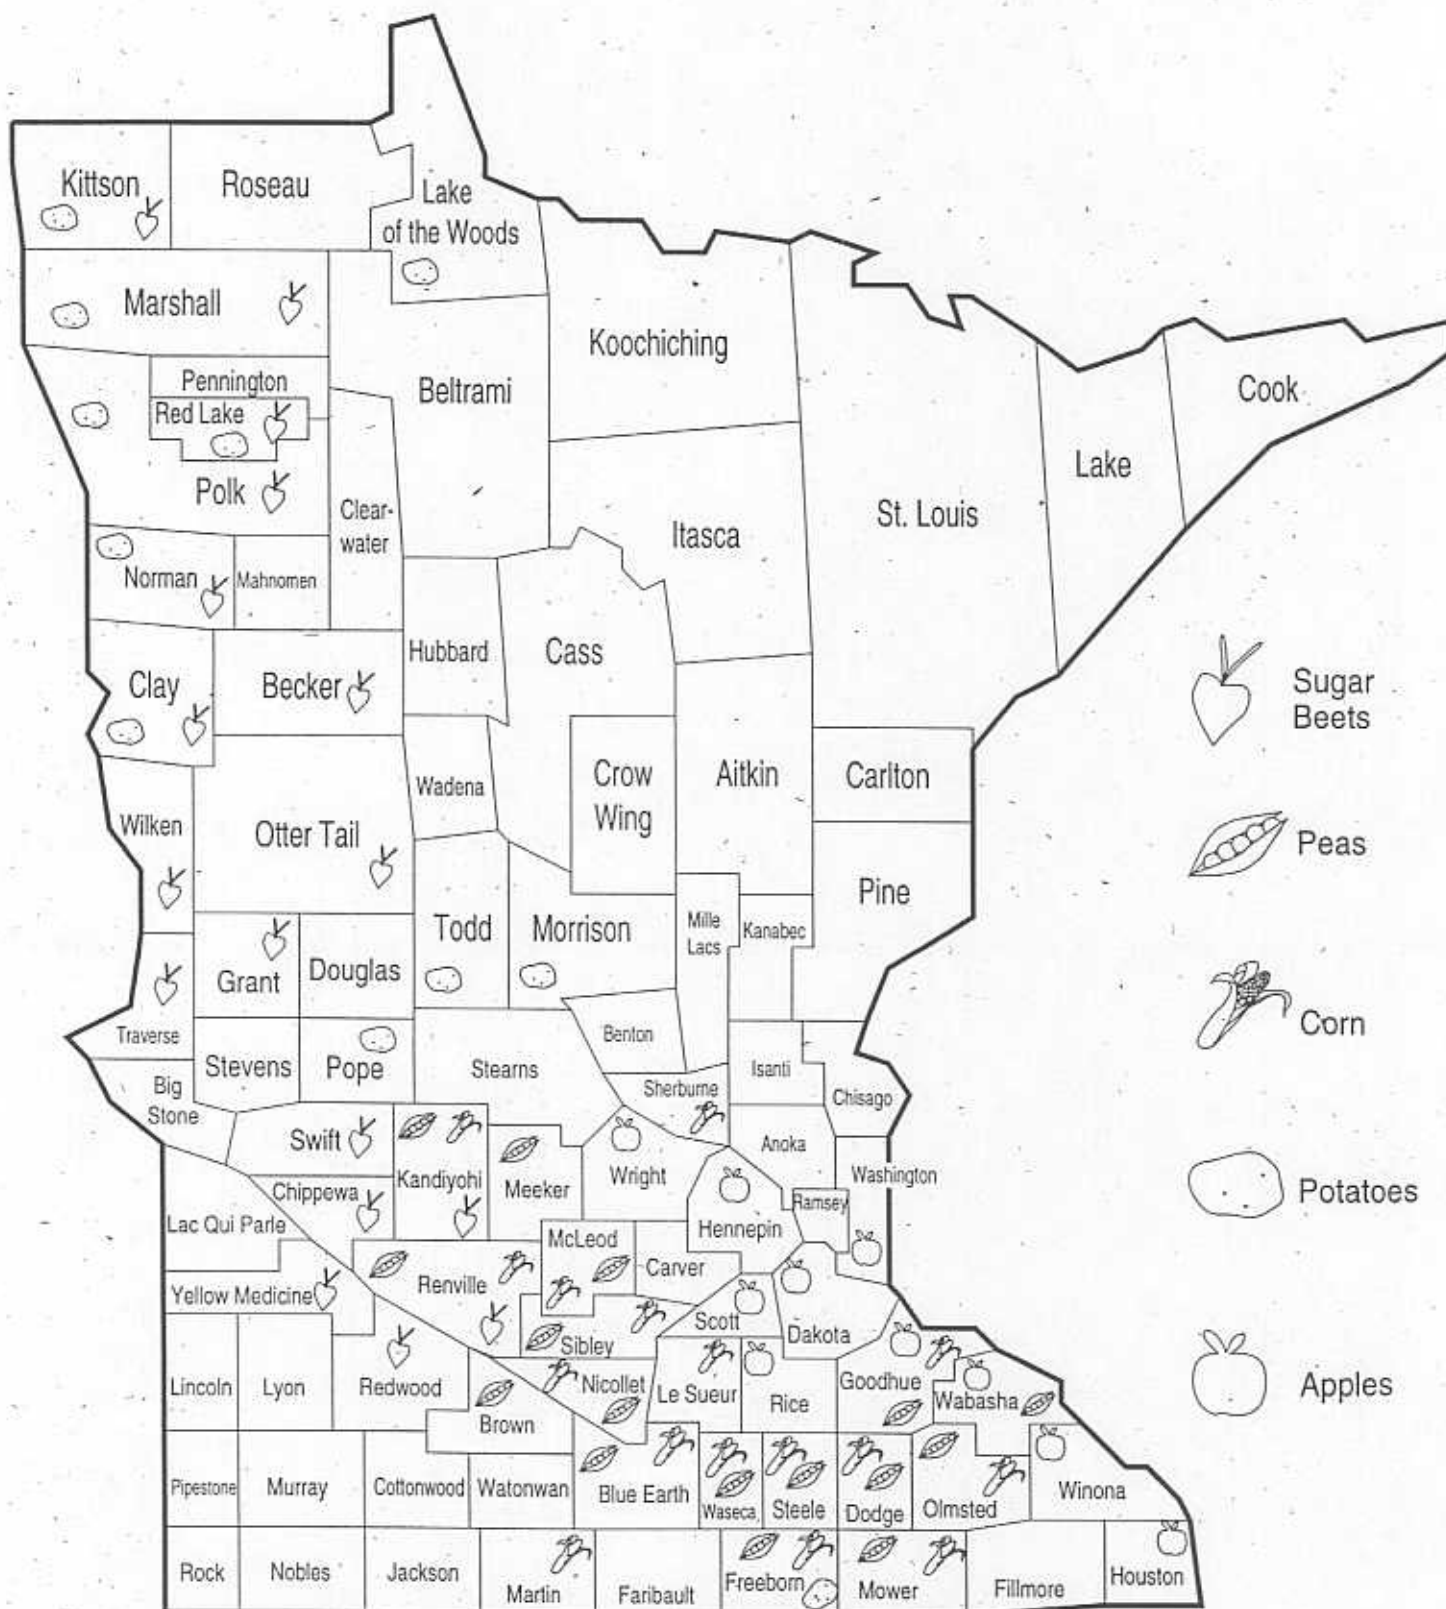 Kittson
Roseau
Lake
of the Woods
Marshall
Koochiching
Pennington
Red Lake
Beltrami
Cook
Lake
Polk
Clear-
water
St. Louis
Itasca
Norman
Mahnomen
Hubbard
Cass
Clay
Becker
Sugar
Beets
Wadena
Crow
Wing
Aitkin
Carlton
Wilken
Otter Tail
Peas
Pine
Todd
Morrison
Mille
Lacs
Kanabec
Grant
Douglas
Traverse
Benton
Corn
Stevens
Pope
Stearns
Isanti
Big
Stone
Sherburne
Chisago
Swift
Anoka
Kandiyohi
Meeker
Wright
Washington
Chippewa
Ramsey
Potatoes
Lac Qui Parle
Hennepin
McLeod
Carver
Renville
Yellow Medicine
Scott
Dakota
Sibley
Lincoln
Lyon
Redwood
Nicollet
Le Sueur
Rice
Goodhue
Wabasha
Apples
Brown
Pipestone
Murray
Cottonwood
Watonwan
Blue Earth
Waseca
Steele
Dodge
Olmsted
Winona
Rock
Nobles
Jackson
Martin
Faribault
Freeborn
Mower
Fillmore
Houston